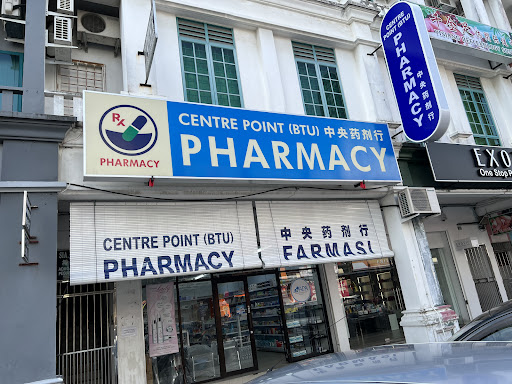 PHARMACY
CENTRE POINT (BTU)
PHARMACY
中央药剂行
Rx
PHARMACY
CENTRE POINT (BTU) 中央药剂行
PHARMACY
EXO
One Stop P
CENTRE POINT (BTU)
PHARMACY
中央药剂行
FARMASI